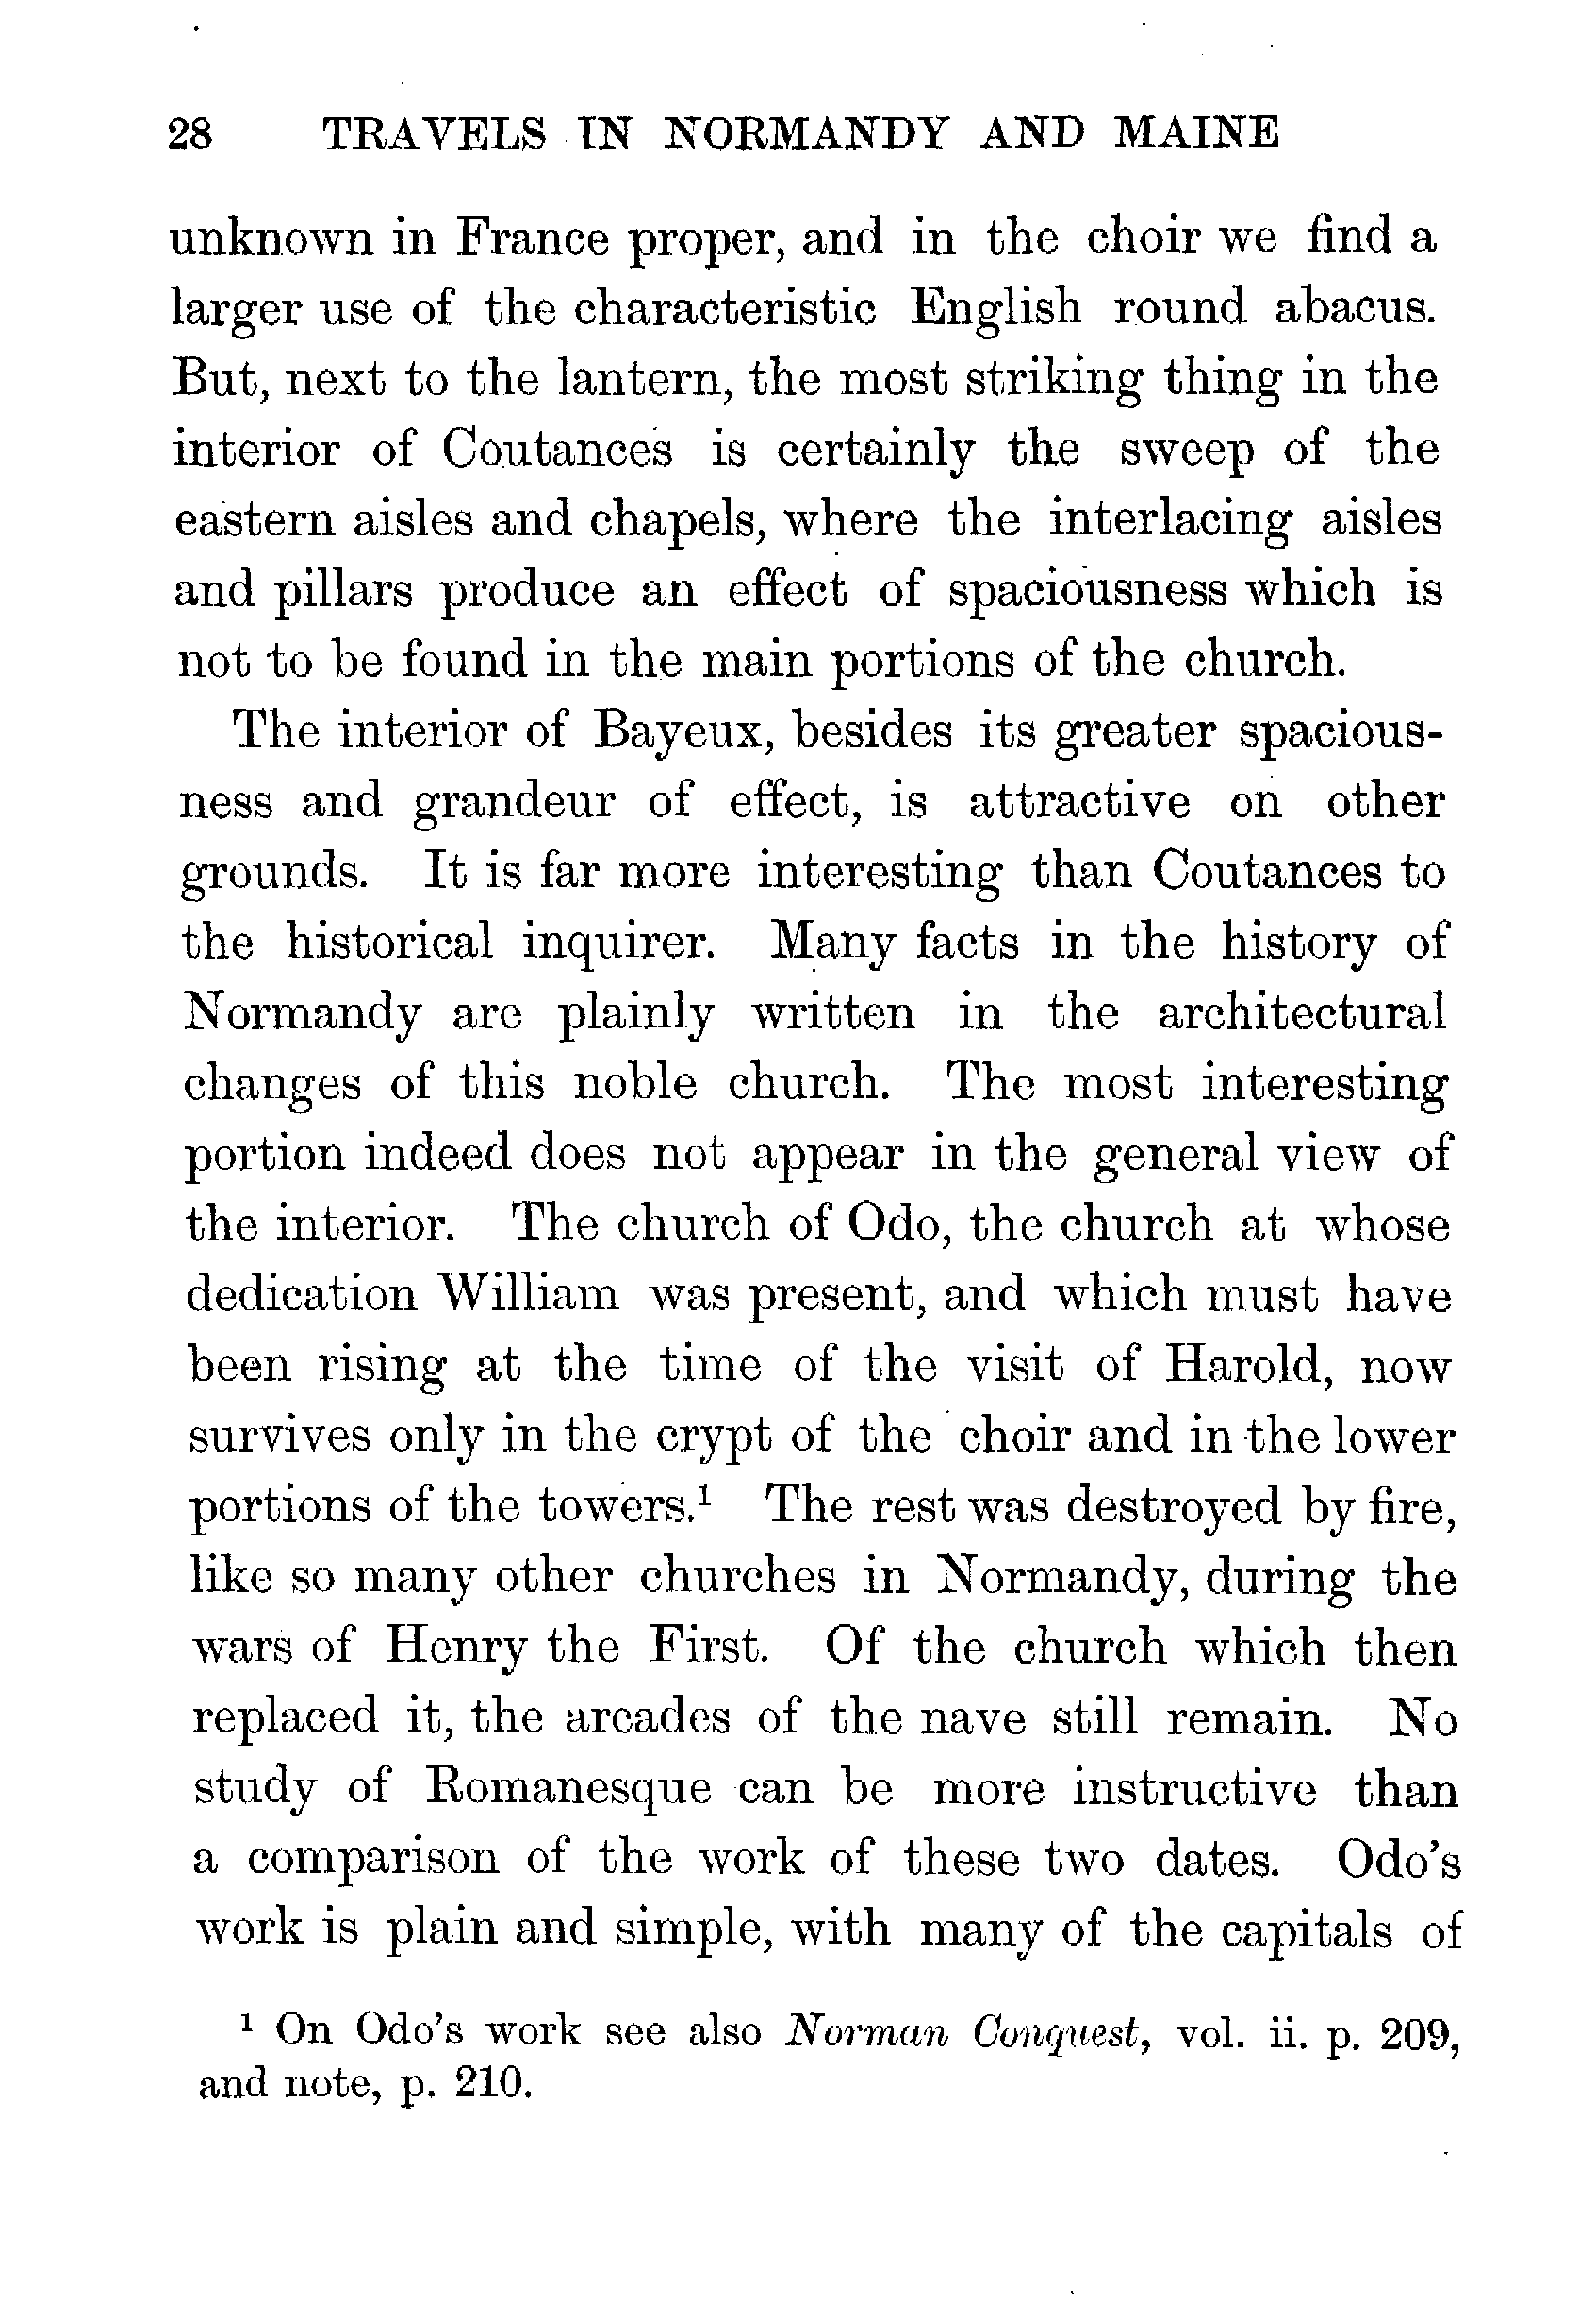 28 TRAVELS IN NORMANDY AND MAINE
unknown in France proper, and in the choir we find a
larger use of the characteristic English round abacus.
But, next to the lantern, the most striking thing in the
interior of Coutances is certainly the sweep of the
eastern aisles and chapels, where the interlacing aisles
and pillars produce an effect of spaciousness which is
not to be found in the main portions of the church.
The interior of Bayeux, besides its greater spacious-
ness and grandeur of effect, is attractive on other
grounds. It is far more interesting than Coutances to
the historical inquirer. Many facts in the history of
Normandy are plainly written in the architectural
changes of this noble church. The most interesting
portion indeed does not appear in the general view of
the interior. The church of Odo, the church at whose
dedication William was present, and which must have
been rising at the time of the visit of Harold, now
survives only in the crypt of the choir and in the lower
portions of the towers.¹ The rest was destroyed by fire,
like so many other churches in Normandy, during the
wars of Henry the First. Of the church which then
replaced it, the arcades of the nave still remain. No
study of Romanesque can be more instructive than
a comparison of the work of these two dates. Odo's
work is plain and simple, with many of the capitals of
¹ On Odo's work see also Norman Conquest, vol. ii. p. 209,
and note, p. 210.